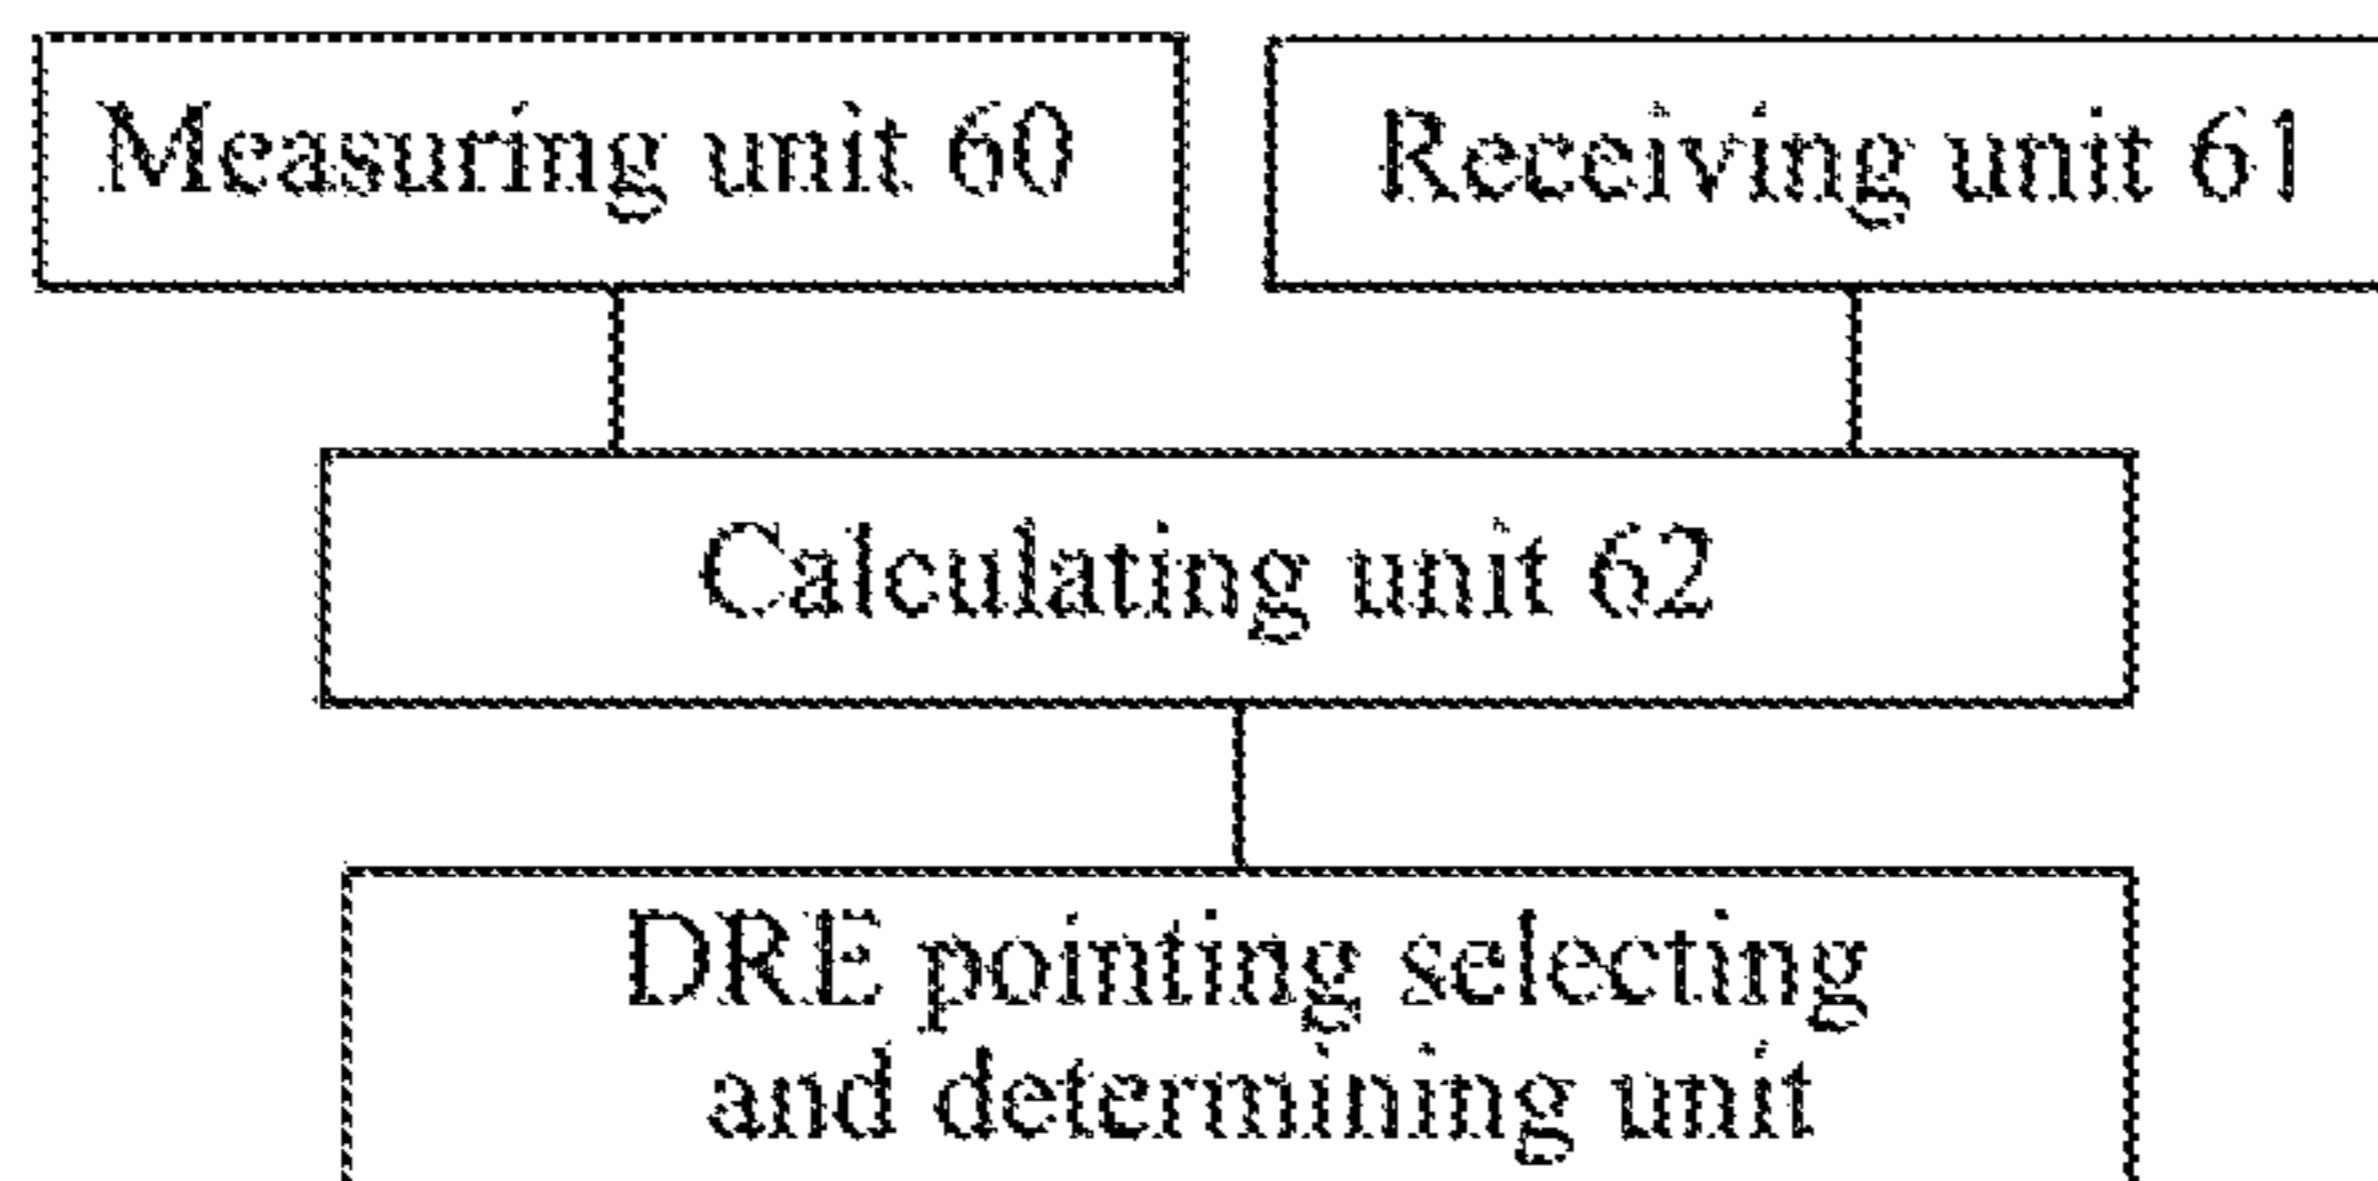 Measuring unit 60
Receiving unit 61
Calculating unit 62
DRE pointing selecting
and determining unit